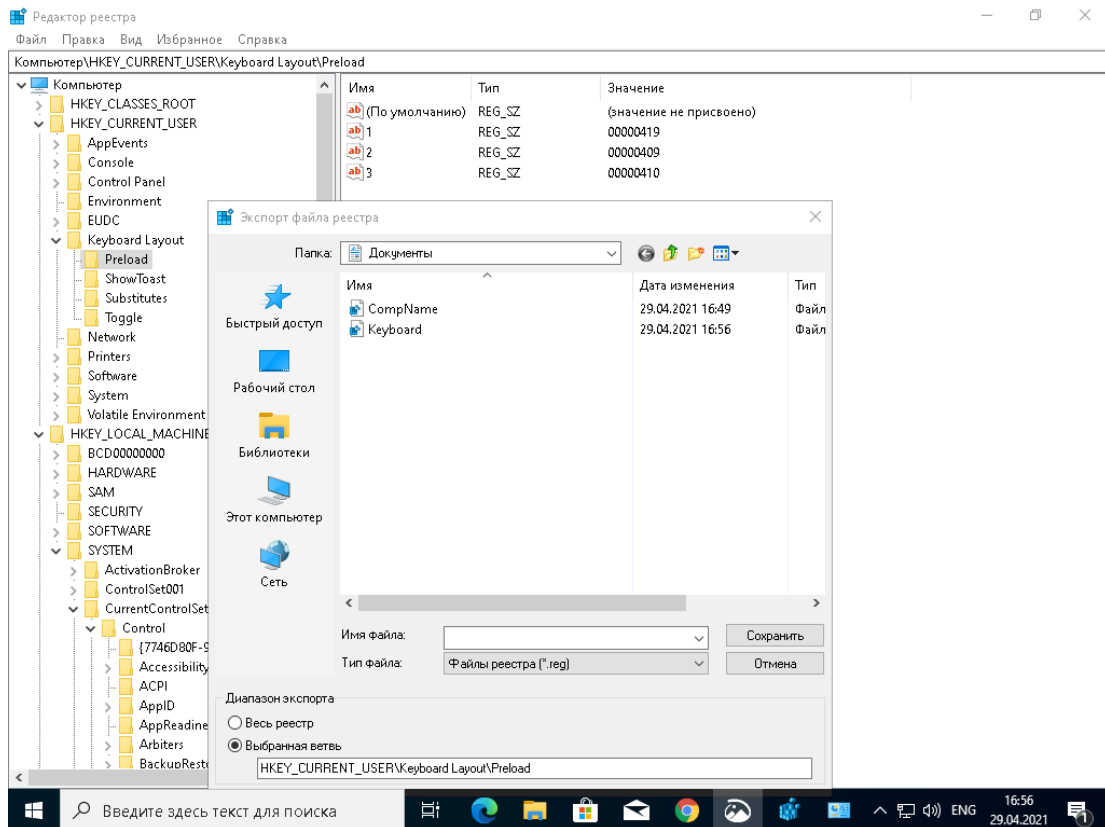 Редактор реестра
Файл Правка Вид Избранное Справка
Компьютер\HKEY_CURRENT_USER\Keyboard Layout\Preload
Компьютер
HKEY_CLASSES_ROOT
HKEY_CURRENT_USER
AppEvents
Console
Control Panel
Environment
EUDC
Keyboard Layout
Preload
ShowToast
Substitutes
Toggle
Network
Printers
Software
System
Volatile Environment
HKEY_LOCAL_MACHINE
BCD00000000
HARDWARE
SAM
SECURITY
SOFTWARE
SYSTEM
ActivationBroker
ControlSet001
CurrentControlSet
Control
{7746D80F-9
Accessibility
ACPI
AppID
AppReadine
Arbiters
BackupResto
Имя Тип Значение
(По умолчанию) REG_SZ (значение не присвоено)
1 REG_SZ 00000419
2 REG_SZ 00000409
3 REG_SZ 00000410
Экспорт файла реестра
Папка: Документы
Быстрый доступ
Рабочий стол
Библиотеки
Этот компьютер
Сеть
Имя Дата изменения Тип
CompName 29.04.2021 16:49 Файл
Keyboard 29.04.2021 16:56 Файл
Имя файла: Сохранить
Тип файла: Файлы реестра (*.reg) Отмена
Диапазон экспорта
Весь реестр
Выбранная ветвь
HKEY_CURRENT_USER\Keyboard Layout\Preload
Введите здесь текст для поиска
ENG
16:56
29.04.2021
1